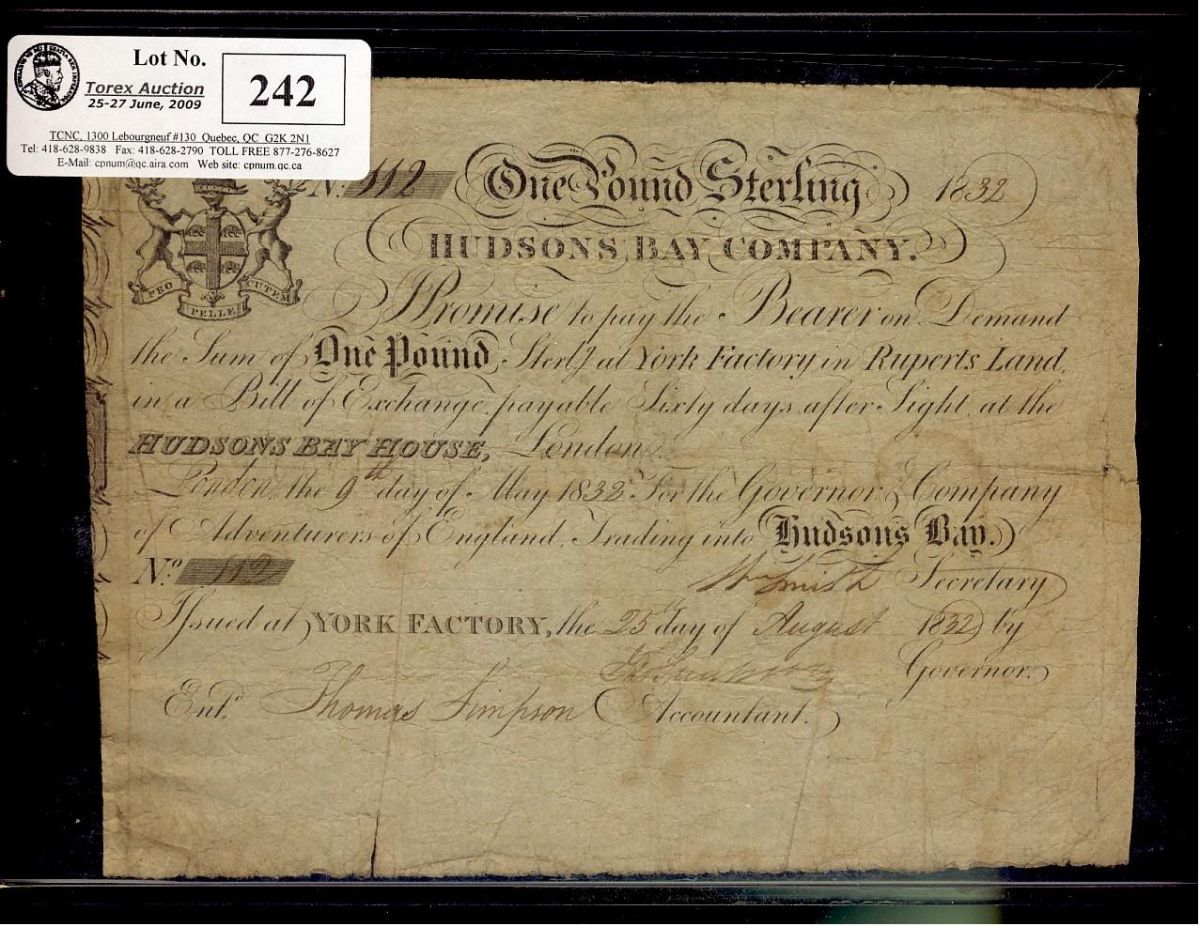 Lot No.
242
Torex Auction
25-27 June, 2009
TCNC, 1300 Lebourgneuf #130 Quebec, QC G2K 2N1
Tel: 418-628-9838 Fax: 418-628-2790 TOLL FREE 877-276-8627
E-Mail: cpnum@qc.aira.com Web site: cpnum.qc.ca
No. 112 One Pound Sterling 1832
HUDSONS BAY COMPANY.
PRO PELLE CUTEM
I Promise to pay the Bearer on Demand
the Sum of One Pound Sterlg at York Factory in Ruperts Land,
in a Bill of Exchange payable Sixty days after Sight at the
HUDSONS BAY HOUSE, London.
London, the 9th day of May 1832 For the Governor & Company
of Adventurers of England, Trading into Hudsons Bay.
No. 112
Wm Smith Secretary
Issued at YORK FACTORY, the 25th day of August 1832 by
Governor.
Entd. Thomas Simpson Accountant.